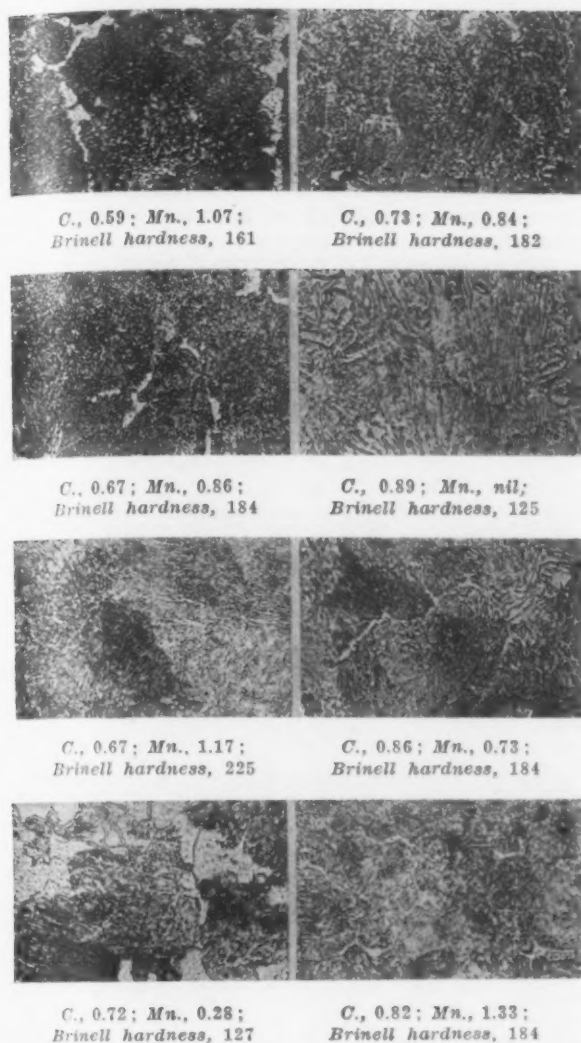 C., 0.59; Mn., 1.07;
Brinell hardness, 161
C., 0.73; Mn., 0.84;
Brinell hardness, 182
C., 0.67; Mn., 0.86;
Brinell hardness, 184
C., 0.89; Mn., nil;
Brinell hardness, 125
C., 0.67; Mn., 1.17;
Brinell hardness, 225
C., 0.86; Mn., 0.73;
Brinell hardness, 184
C., 0.72; Mn., 0.28;
Brinell hardness, 127
C., 0.82; Mn., 1.33;
Brinell hardness, 184